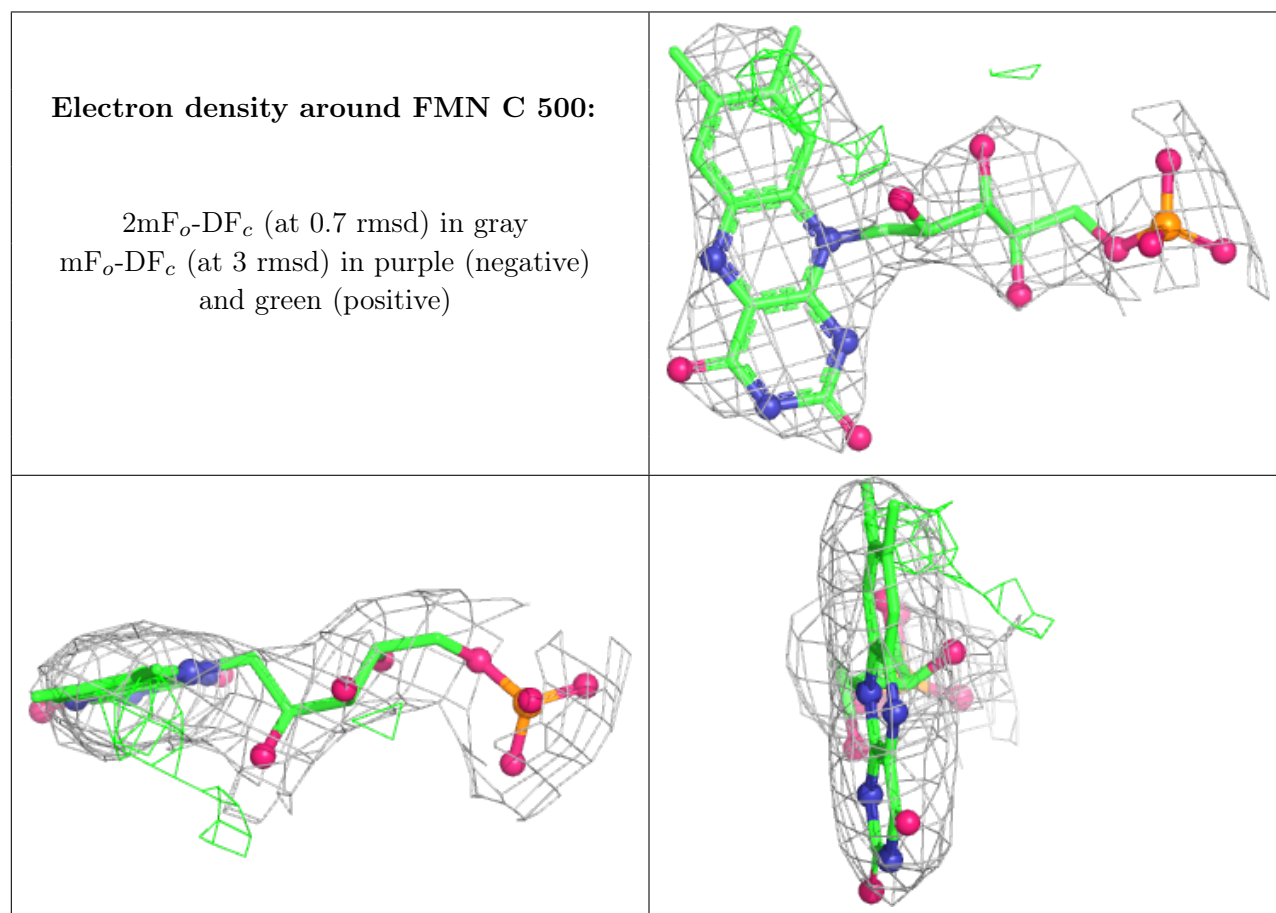 Electron density around FMN C 500:
2mFo-DFc (at 0.7 rmsd) in gray
mFo-DFc (at 3 rmsd) in purple (negative)
and green (positive)